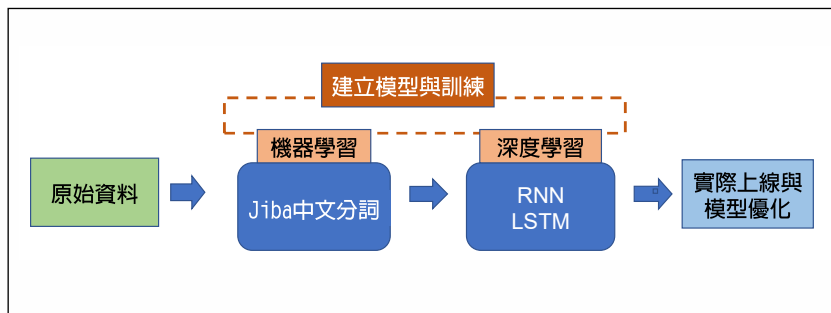 建立模型與訓練
機器學習
深度學習
原始資料
Jiba中文分詞
RNN
LSTM
實際上線與
模型優化